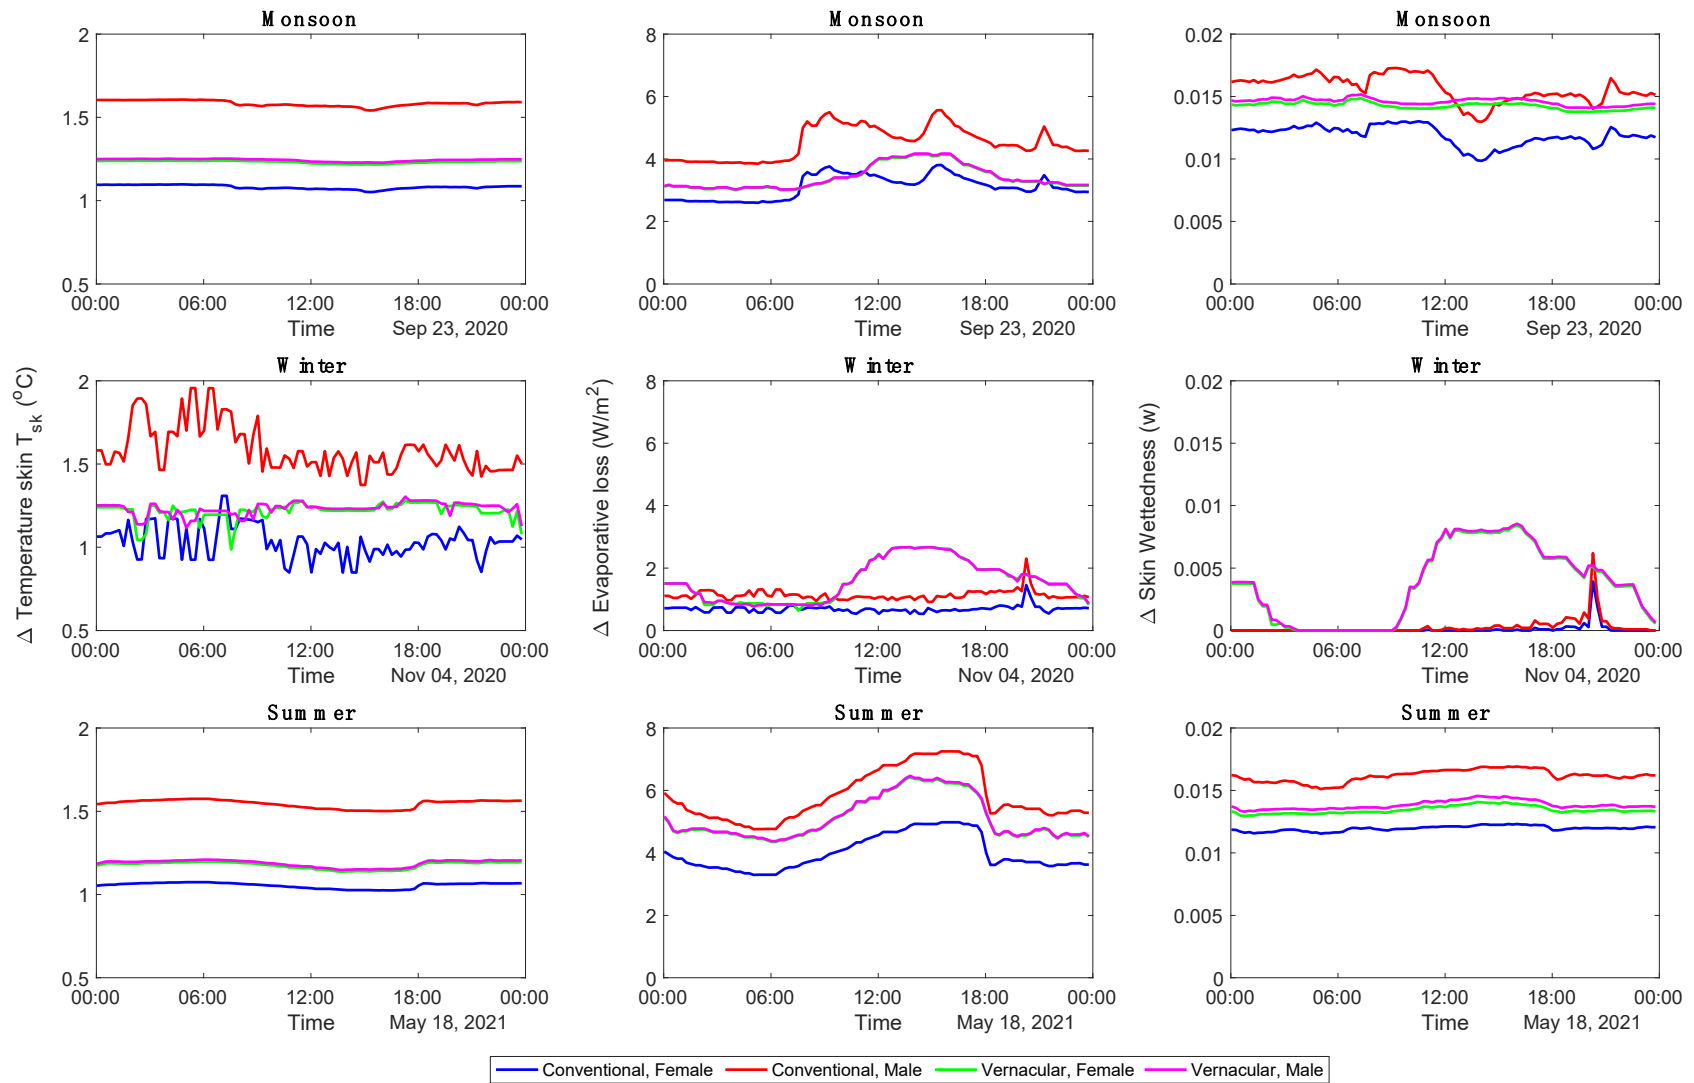 Monsoon
Monsoon
Monsoon
2
1.5
1
0.5
00:00 06:00 12:00 18:00 00:00
Time
Sep 23, 2020
8
6
4
2
0
00:00 06:00 12:00 18:00 00:00
Time
Sep 23, 2020
0.02
0.015
0.01
0.005
0
00:00 06:00 12:00 18:00 00:00
Time
Sep 23, 2020
Δ Temperature skin Tsk (oC)
Winter
2
1.5
1
0.5
00:00 06:00 12:00 18:00 00:00
Time
Nov 04, 2020
Δ Evaporative loss (W/m2)
Winter
8
6
4
2
0
00:00 06:00 12:00 18:00 00:00
Time
Nov 04, 2020
Δ Skin Wettedness (w)
Winter
0.02
0.015
0.01
0.005
0
00:00 06:00 12:00 18:00 00:00
Time
Nov 04, 2020
Summer
2
1.5
1
0.5
00:00 06:00 12:00 18:00 00:00
Time
May 18, 2021
Summer
8
6
4
2
0
00:00 06:00 12:00 18:00 00:00
Time
May 18, 2021
Summer
0.02
0.015
0.01
0.005
0
00:00 06:00 12:00 18:00 00:00
Time
May 18, 2021
Conventional, Female Conventional, Male Vernacular, Female Vernacular, Male